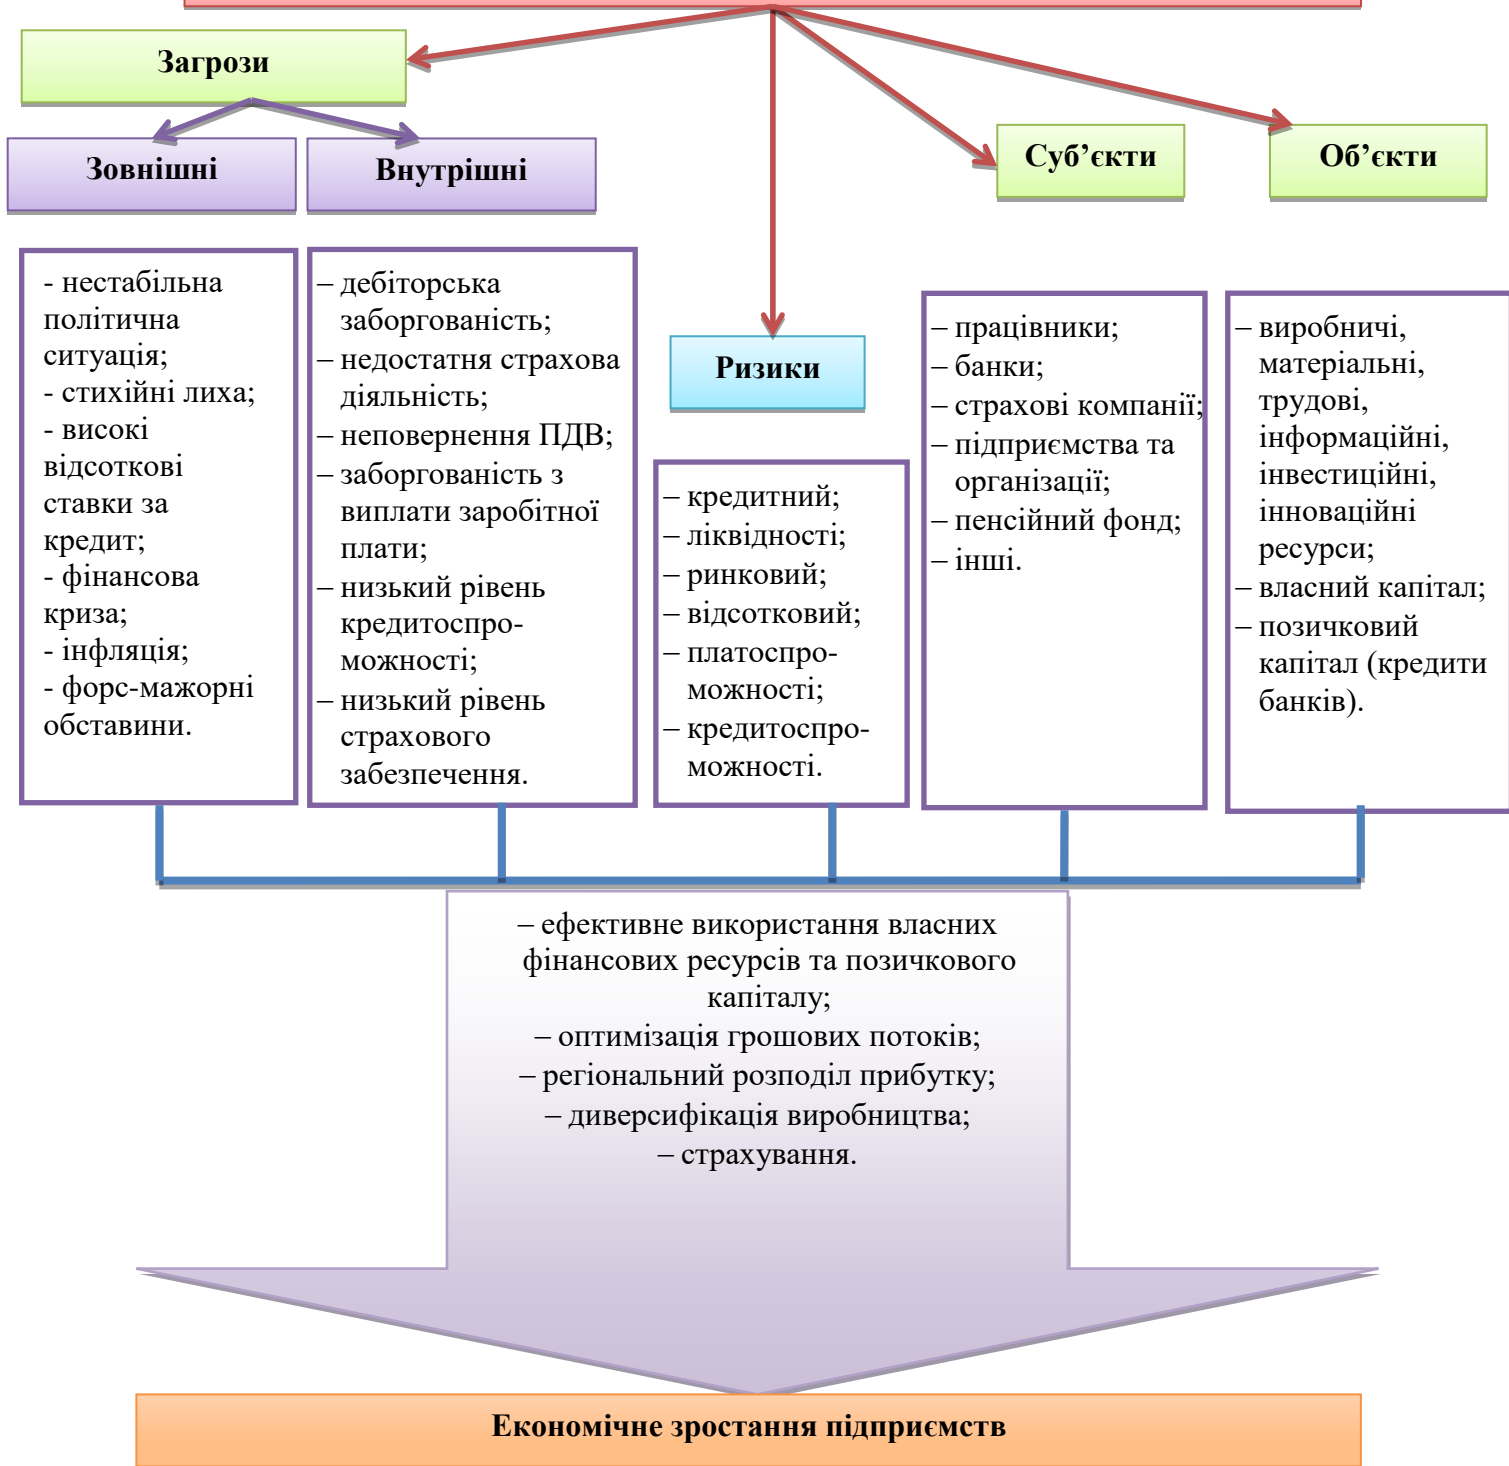 Загрози
Зовнішні
Внутрішні
Суб’єкти
Об’єкти
- нестабільна
політична
ситуація;
- стихійні лиха;
- високі
відсоткові
ставки за
кредит;
- фінансова
криза;
- інфляція;
- форс-мажорні
обставини.
– дебіторська
заборгованість;
– недостатня страхова
діяльність;
– неповернення ПДВ;
– заборгованість з
виплати заробітної
плати;
– низький рівень
кредитоспро-
можності;
– низький рівень
страхового
забезпечення.
Ризики
– кредитний;
– ліквідності;
– ринковий;
– відсотковий;
– платоспро-
можності;
– кредитоспро-
можності.
– працівники;
– банки;
– страхові компанії;
– підприємства та
організації;
– пенсійний фонд;
– інші.
– виробничі,
матеріальні,
трудові,
інформаційні,
інвестиційні,
інноваційні
ресурси;
– власний капітал;
– позичковий
капітал (кредити
банків).
– ефективне використання власних
фінансових ресурсів та позичкового
капіталу;
– оптимізація грошових потоків;
– регіональний розподіл прибутку;
– диверсифікація виробництва;
– страхування.
Економічне зростання підприємств